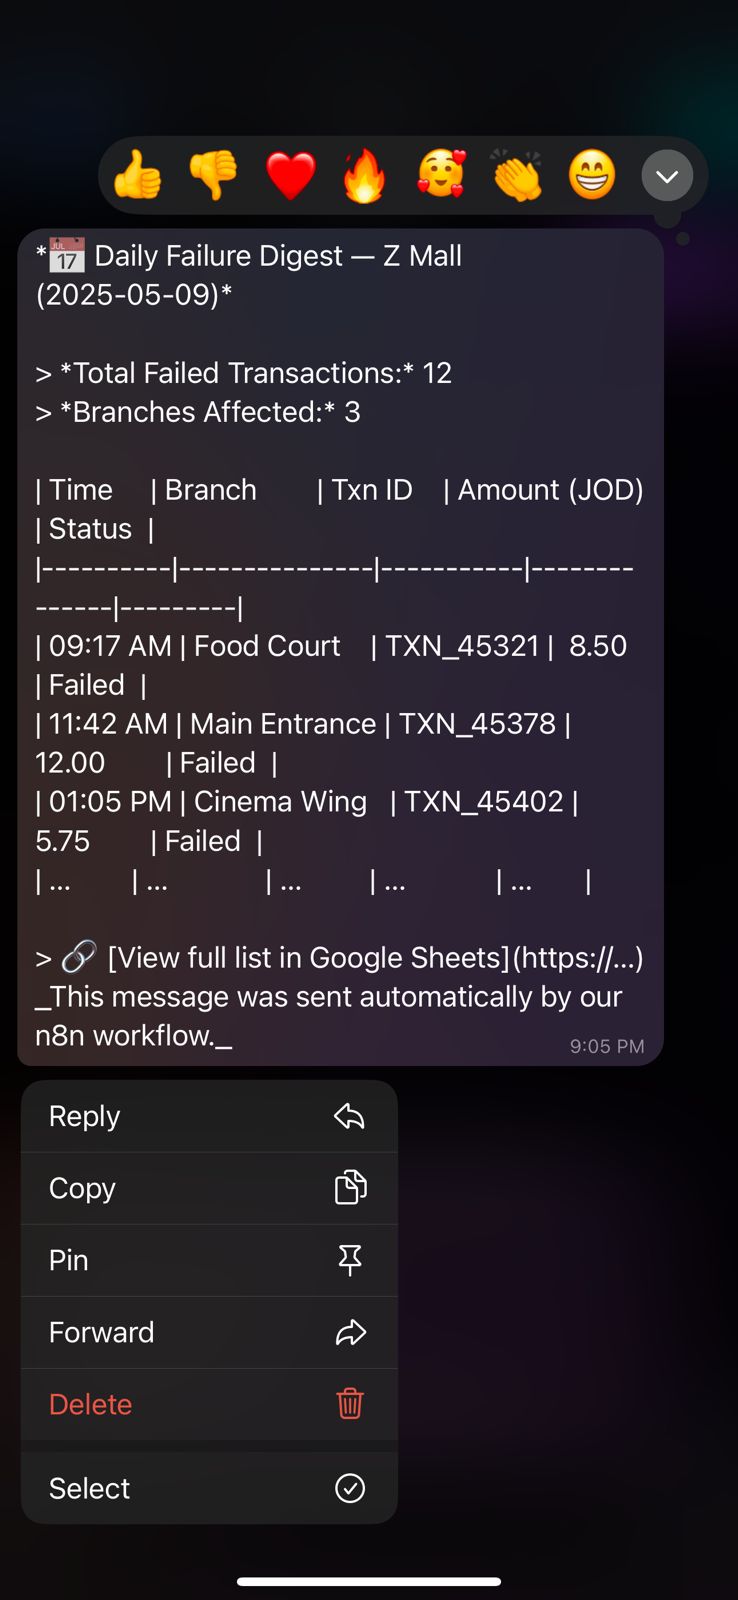 *📅 Daily Failure Digest — Z Mall
(2025-05-09)*
> *Total Failed Transactions:* 12
> *Branches Affected:* 3
| Time | Branch | Txn ID | Amount (JOD)
| Status |
|----------|---------------|-----------|--------
------|---------|
| 09:17 AM | Food Court | TXN_45321 | 8.50
| Failed |
| 11:42 AM | Main Entrance | TXN_45378 |
12.00 | Failed |
| 01:05 PM | Cinema Wing | TXN_45402 |
5.75 | Failed |
| ... | ... | ... | ... | ... |
> 🔗 [View full list in Google Sheets](https://...)
_This message was sent automatically by our
n8n workflow._
9:05 PM
Reply
Copy
Pin
Forward
Delete
Select